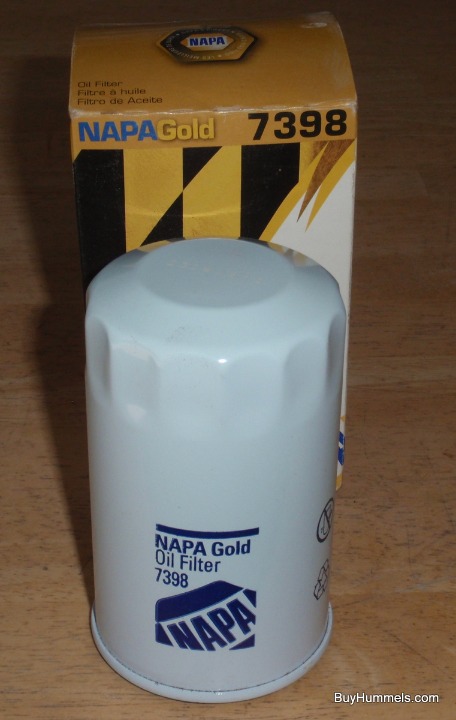 NAPA
Oil Filter
Filtre à huile
Filtro de Aceite
NAPAGold 7398
NAPA Gold
Oil Filter
7398
NAPA
BuyHummels.com